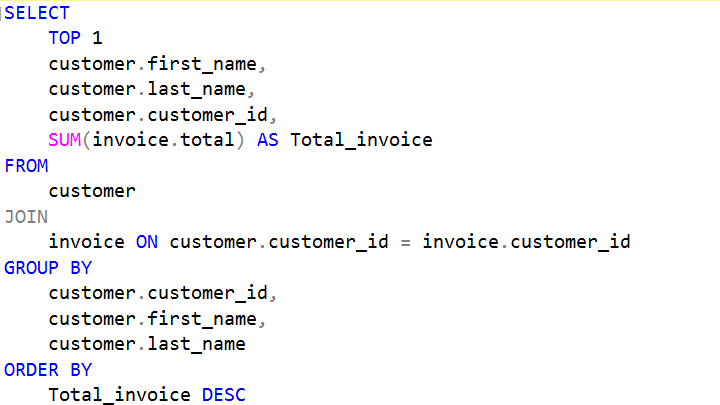 SELECT
    TOP 1
    customer.first_name,
    customer.last_name,
    customer.customer_id,
    SUM(invoice.total) AS Total_invoice
FROM
    customer
JOIN
    invoice ON customer.customer_id = invoice.customer_id
GROUP BY
    customer.customer_id,
    customer.first_name,
    customer.last_name
ORDER BY
    Total_invoice DESC